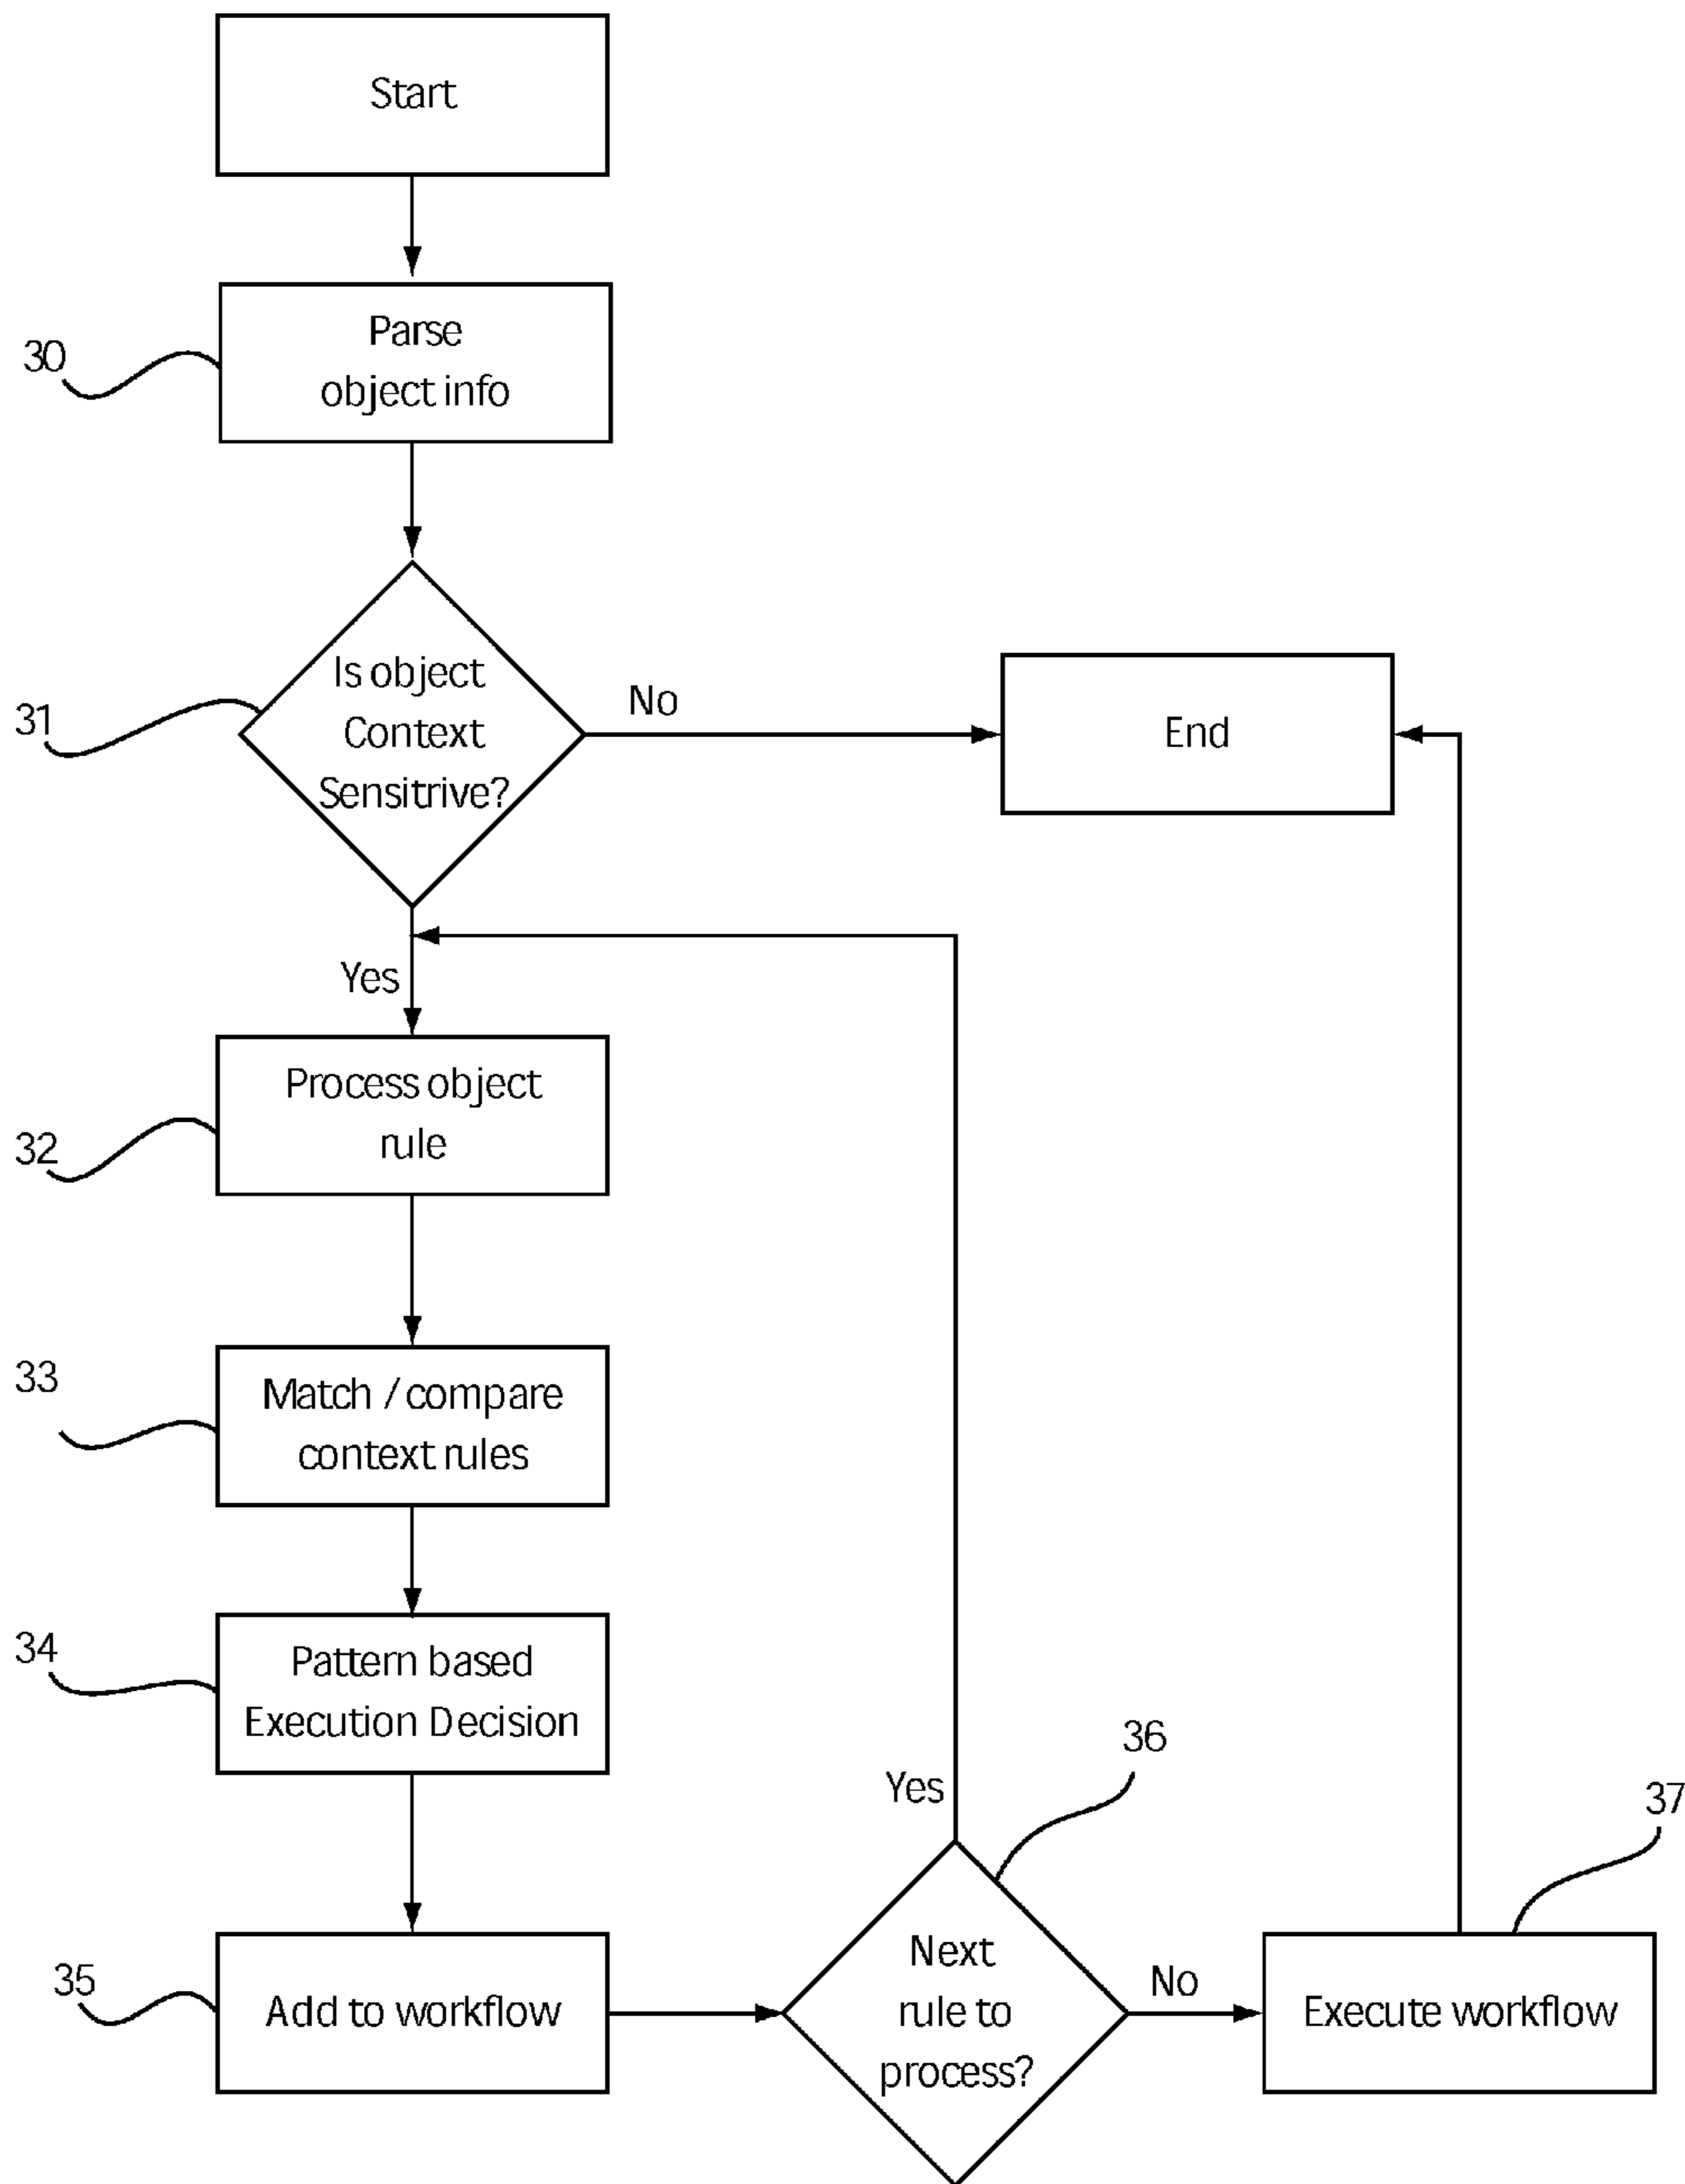 Start
30
Parse
object info
31
Is object
Context
Sensitrive?
No
End
Yes
32
Process object
rule
33
Match / compare
context rules
34
Pattern based
Execution Decision
35
Add to workflow
Yes
36
Next
rule to
process?
No
37
Execute workflow